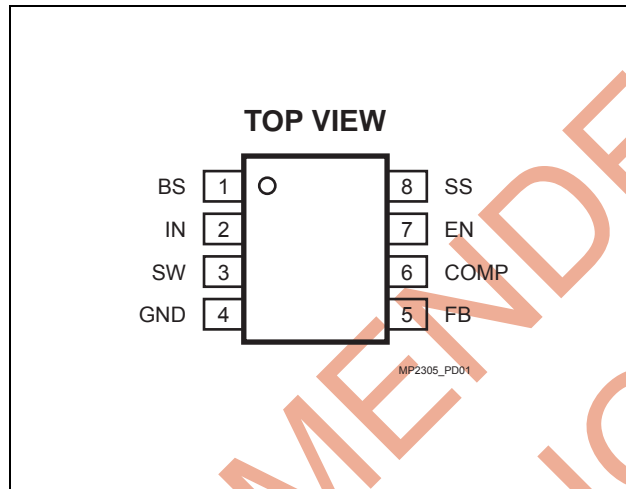 TOP VIEW
BS 1 8 SS
IN 2 7 EN
SW 3 6 COMP
GND 4 5 FB
MP2305_PD01
MENDE